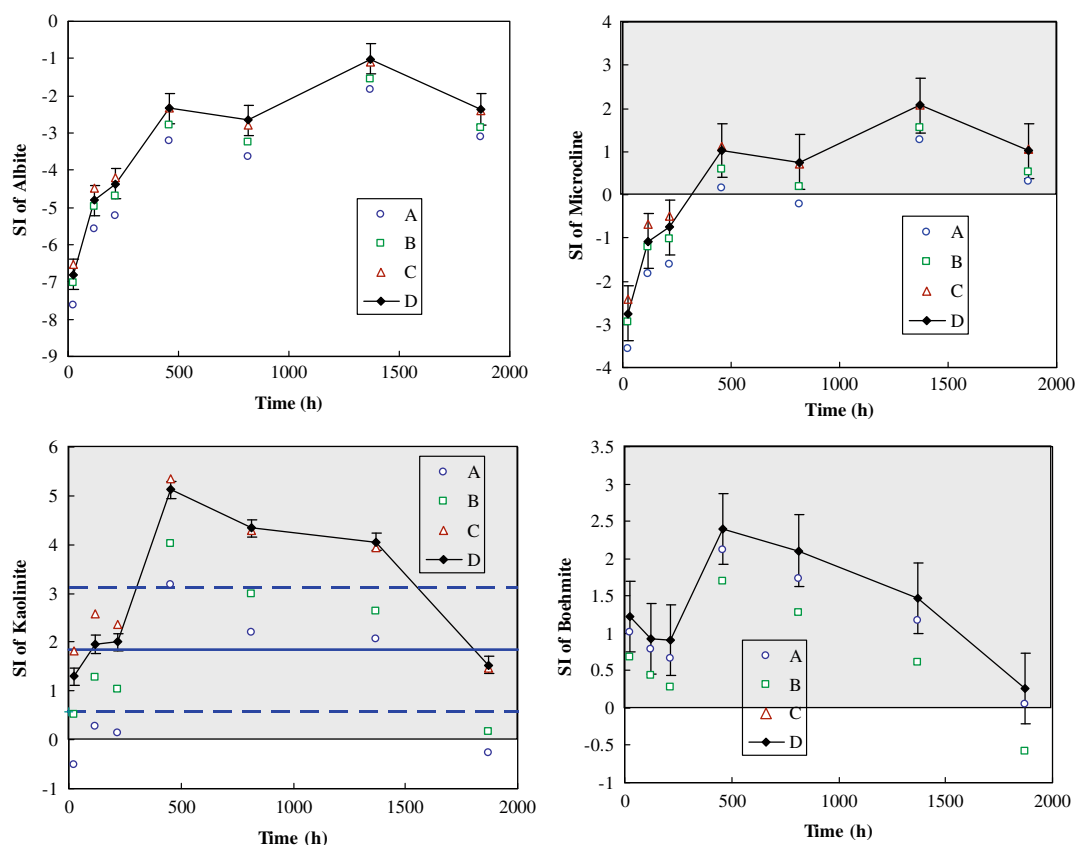 0
-1
-2
-3
-4
-5
-6
-7
-8
-9
SI of Albite
A
B
C
D
0 500 1000 1500 2000
Time (h)
4
3
2
1
0
-1
-2
-3
-4
SI of Microcline
A
B
C
D
0 500 1000 1500 2000
Time (h)
6
5
4
3
2
1
0
-1
SI of Kaolinite
A
B
C
D
0 500 1000 1500 2000
Time (h)
3.5
3
2.5
2
1.5
1
0.5
0
-0.5
-1
SI of Boehmite
A
B
C
D
0 500 1000 1500 2000
Time (h)